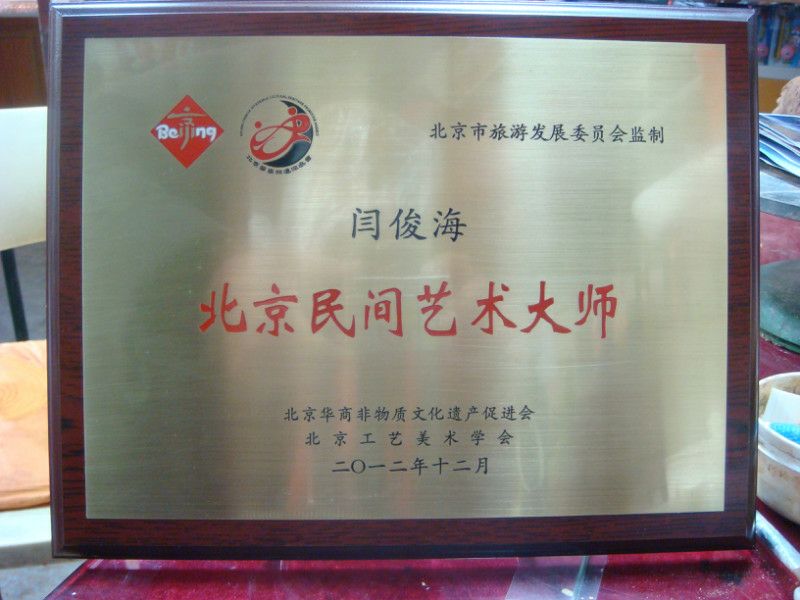 Beijing
北京市旅游发展委员会监制
闫俊海
北京民间艺术大师
北京华商非物质文化遗产促进会
北京工艺美术学会
二〇一二年十二月